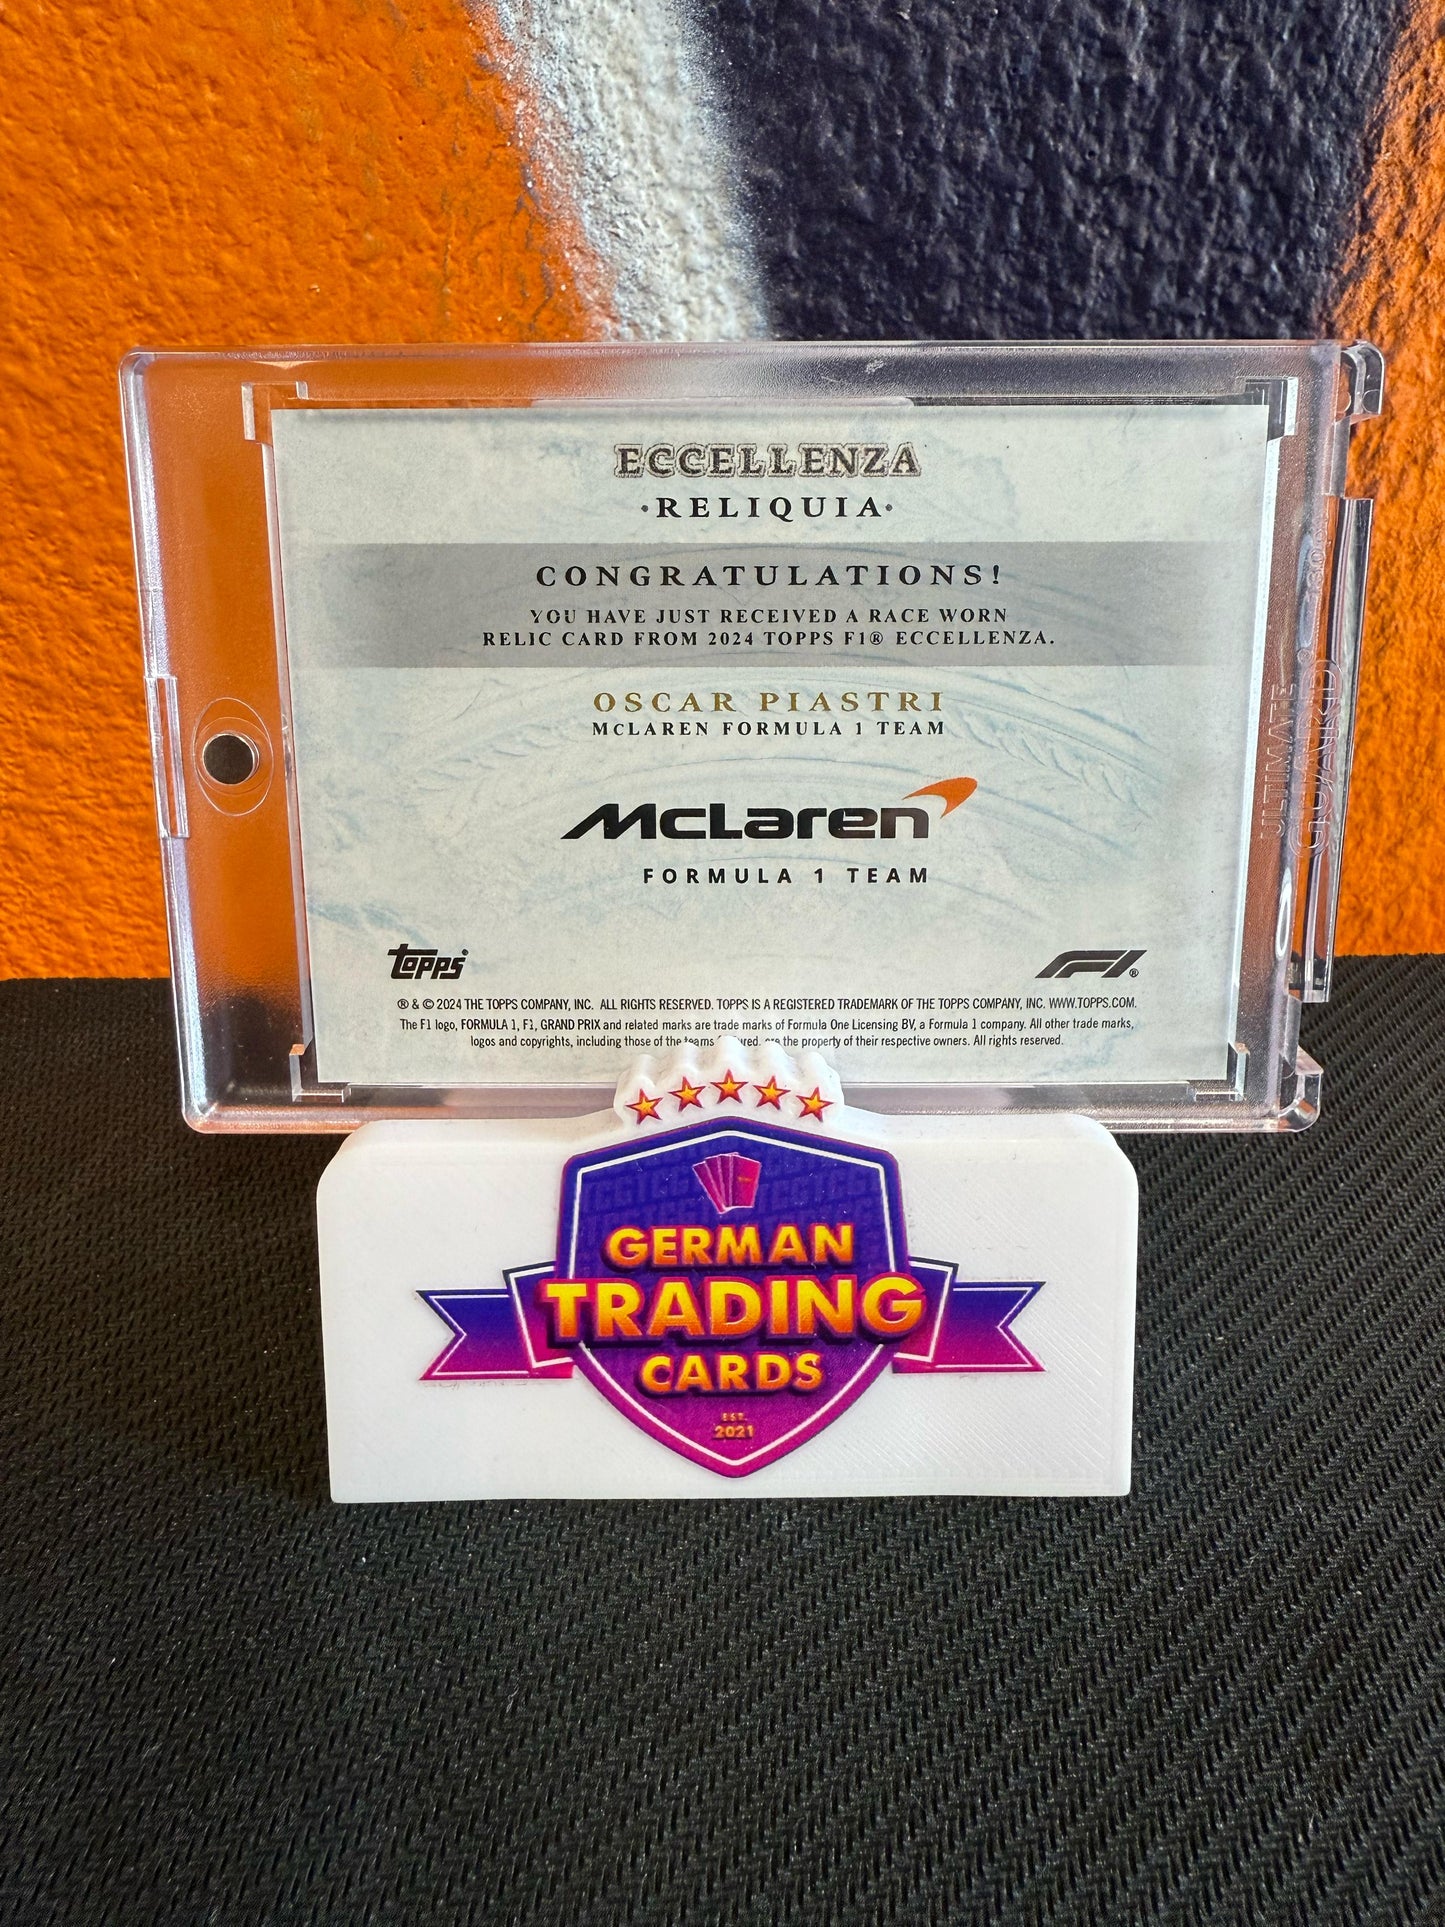 ECCELLENZA
·RELIQUIA·
CONGRATULATIONS!
YOU HAVE JUST RECEIVED A RACE WORN
RELIC CARD FROM 2024 TOPPS F1® ECCELLENZA.
OSCAR PIASTRI
MCLAREN FORMULA 1 TEAM
McLaren
FORMULA 1 TEAM
topps®
F1®
® & © 2024 THE TOPPS COMPANY, INC. ALL RIGHTS RESERVED. TOPPS IS A REGISTERED TRADEMARK OF THE TOPPS COMPANY, INC. WWW.TOPPS.COM.
The F1 logo, FORMULA 1, F1, GRAND PRIX and related marks are trade marks of Formula One Licensing BV, a Formula 1 company. All other trade marks,
logos and copyrights, including those of the teams are the property of their respective owners. All rights reserved.
ULTIMATE
GUARD
GERMAN
TRADING
CARDS
EST.
2021